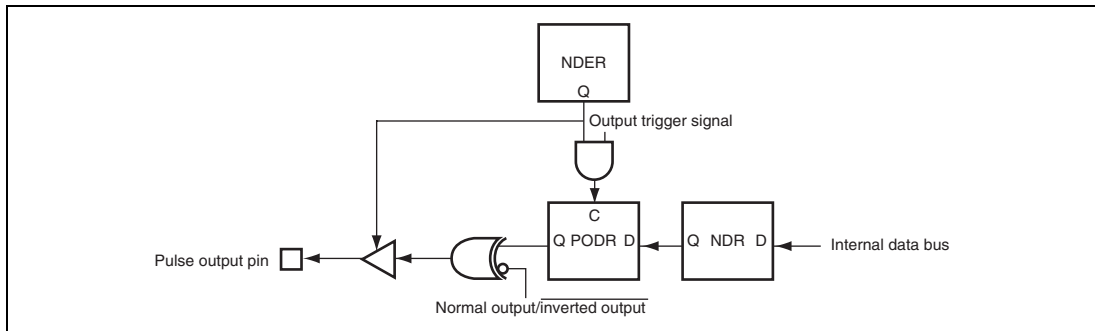 NDER
Q
Output trigger signal
C
Q PODR D
Q NDR D
Internal data bus
Pulse output pin
Normal output/inverted output